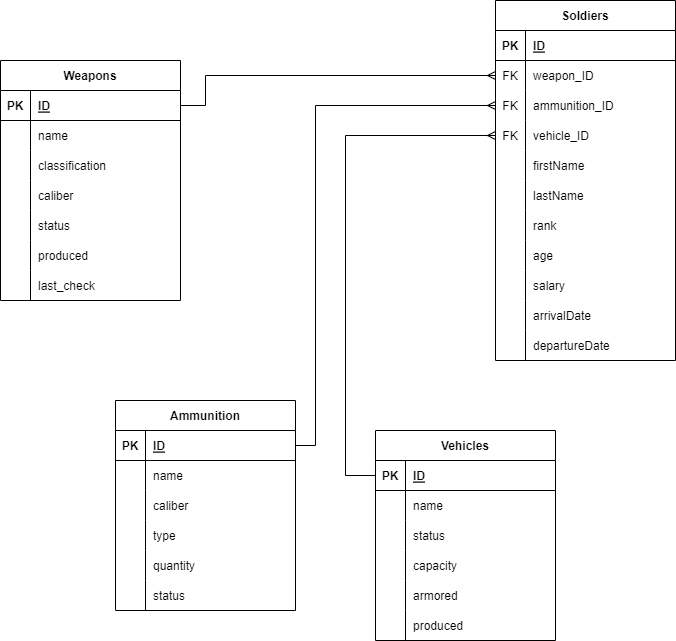 Soldiers
PK ID
FK weapon_ID
FK ammunition_ID
FK vehicle_ID
firstName
lastName
rank
age
salary
arrivalDate
departureDate
Weapons
PK ID
name
classification
caliber
status
produced
last_check
Ammunition
PK ID
name
caliber
type
quantity
status
Vehicles
PK ID
name
status
capacity
armored
produced